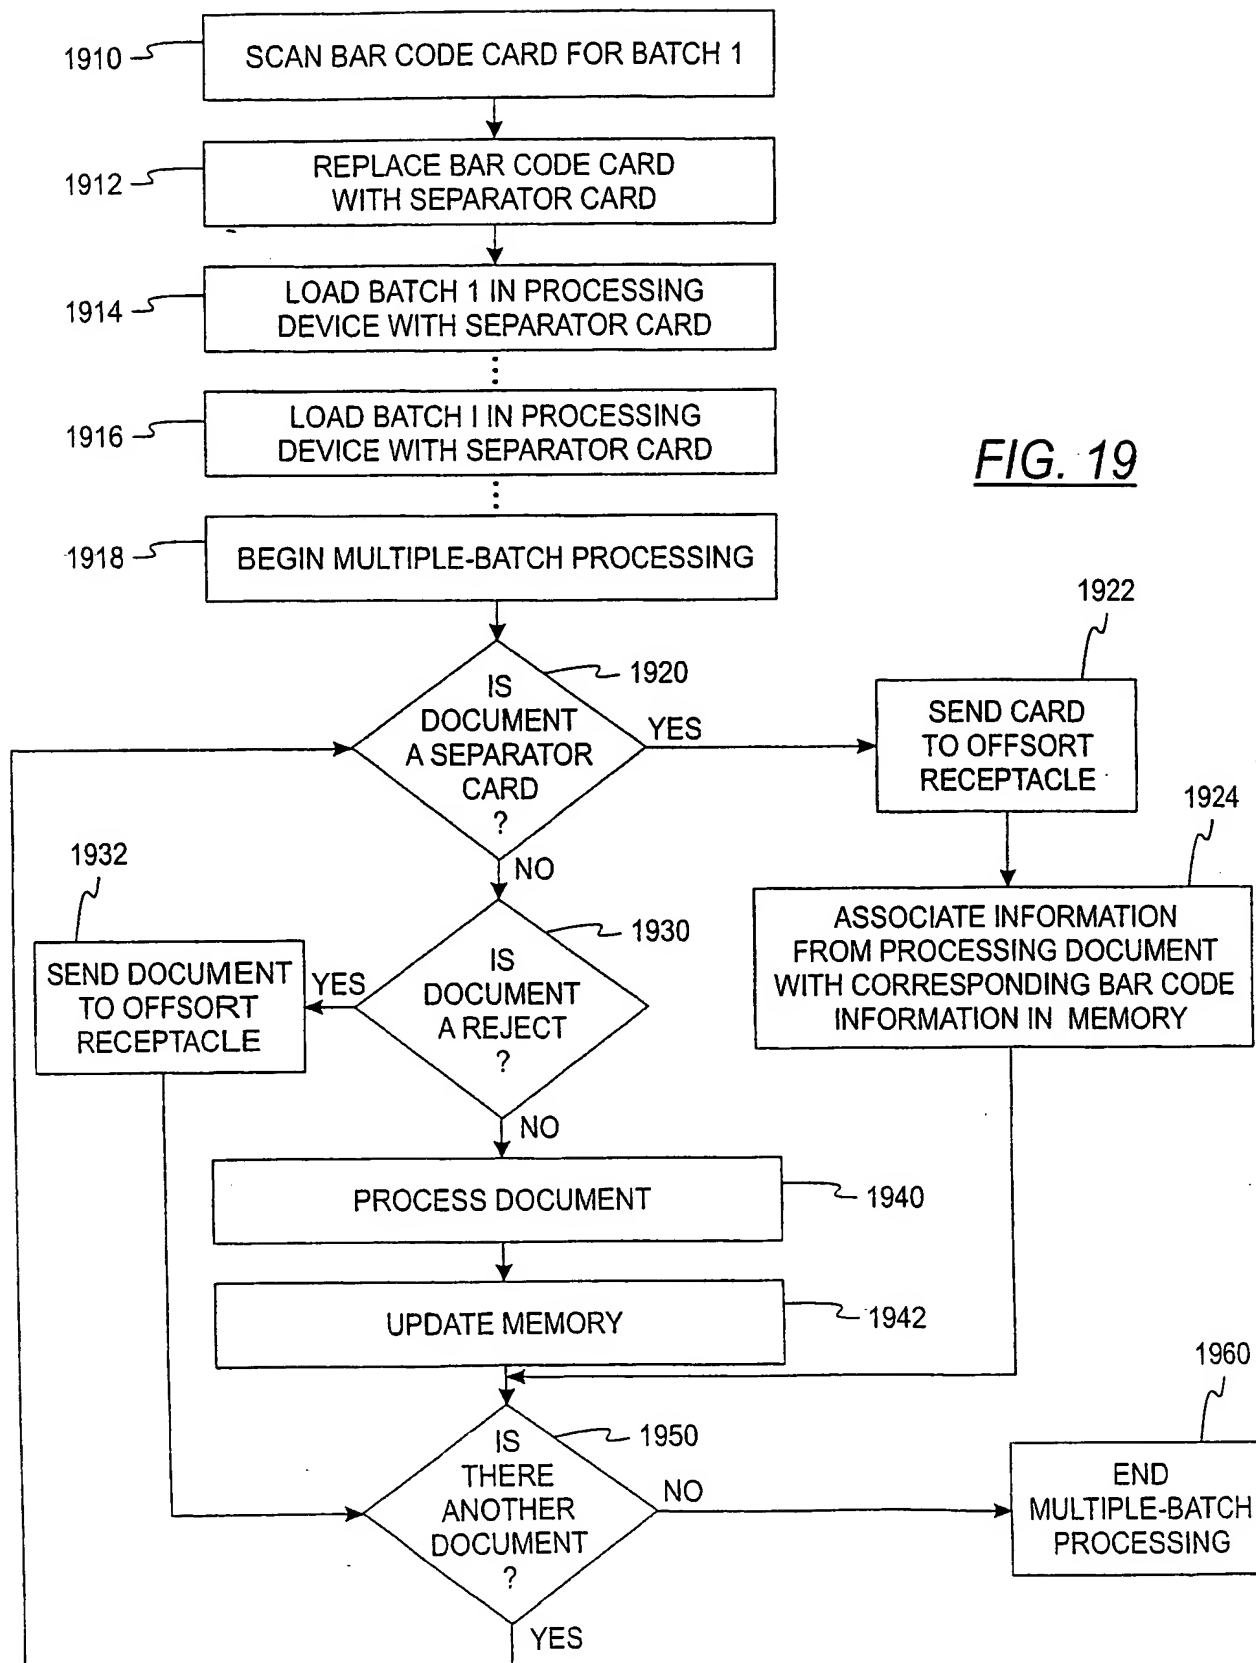 1910
SCAN BAR CODE CARD FOR BATCH 1
1912
REPLACE BAR CODE CARD
WITH SEPARATOR CARD
1914
LOAD BATCH 1 IN PROCESSING
DEVICE WITH SEPARATOR CARD
1916
LOAD BATCH I IN PROCESSING
DEVICE WITH SEPARATOR CARD
FIG. 19
1918
BEGIN MULTIPLE-BATCH PROCESSING
1920
IS
DOCUMENT
A SEPARATOR
CARD
?
YES
1922
SEND CARD
TO OFFSORT
RECEPTACLE
1924
ASSOCIATE INFORMATION
FROM PROCESSING DOCUMENT
WITH CORRESPONDING BAR CODE
INFORMATION IN MEMORY
NO
1930
IS
DOCUMENT
A REJECT
?
YES
1932
SEND DOCUMENT
TO OFFSORT
RECEPTACLE
NO
PROCESS DOCUMENT
1940
UPDATE MEMORY
1942
1950
IS
THERE
ANOTHER
DOCUMENT
?
NO
1960
END
MULTIPLE-BATCH
PROCESSING
YES